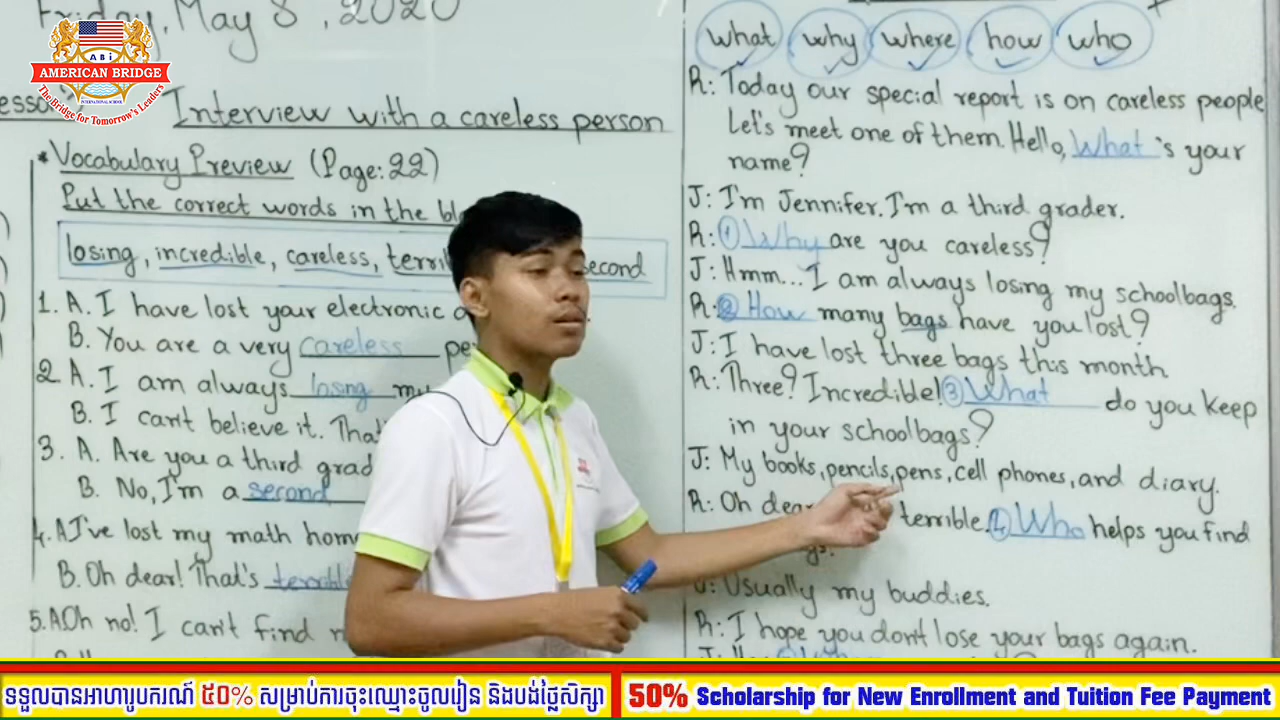 Friday, May 8, 2020
ABi
AMERICAN BRIDGE
INTERNATIONAL SCHOOL
The Bridge for Tomorrow's Leaders
Interview with a careless person
* Vocabulary Preview (Page:22)
Put the correct words in the
losing, incredible, careless,
1. A. I have lost your electronic
B. You are a very careless
2. A. I am always losing my
B. I can't believe it.
3. A. Are you a third
B. No, I'm a second
4. A. I've lost my math
B. Oh dear! That's terrible
5. A. Oh no! I can't find
what why where how who
R: Today our special report is on careless people
Let's meet one of them. Hello, What's your
name?
J: I'm Jennifer. I'm a third grader.
R: ① Why are you careless?
J: Hmm... I am always losing my schoolbags.
R: ② How many bags have you lost?
J: I have lost three bags this month
R: Three? Incredible! ③ What do you keep
in your schoolbags?
J: My books, pencils, pens, cell phones, and diary.
R: Oh dear terrible. ④ Who helps you find
J: Usually my buddies.
R: I hope you don't lose your bags again.
ទទួលបានអាហារូបករណ៍ ៥០% សម្រាប់ការចុះឈ្មោះចូលរៀន និងបង់ថ្លៃសិក្សា
50% Scholarship for New Enrollment and Tuition Fee Payment